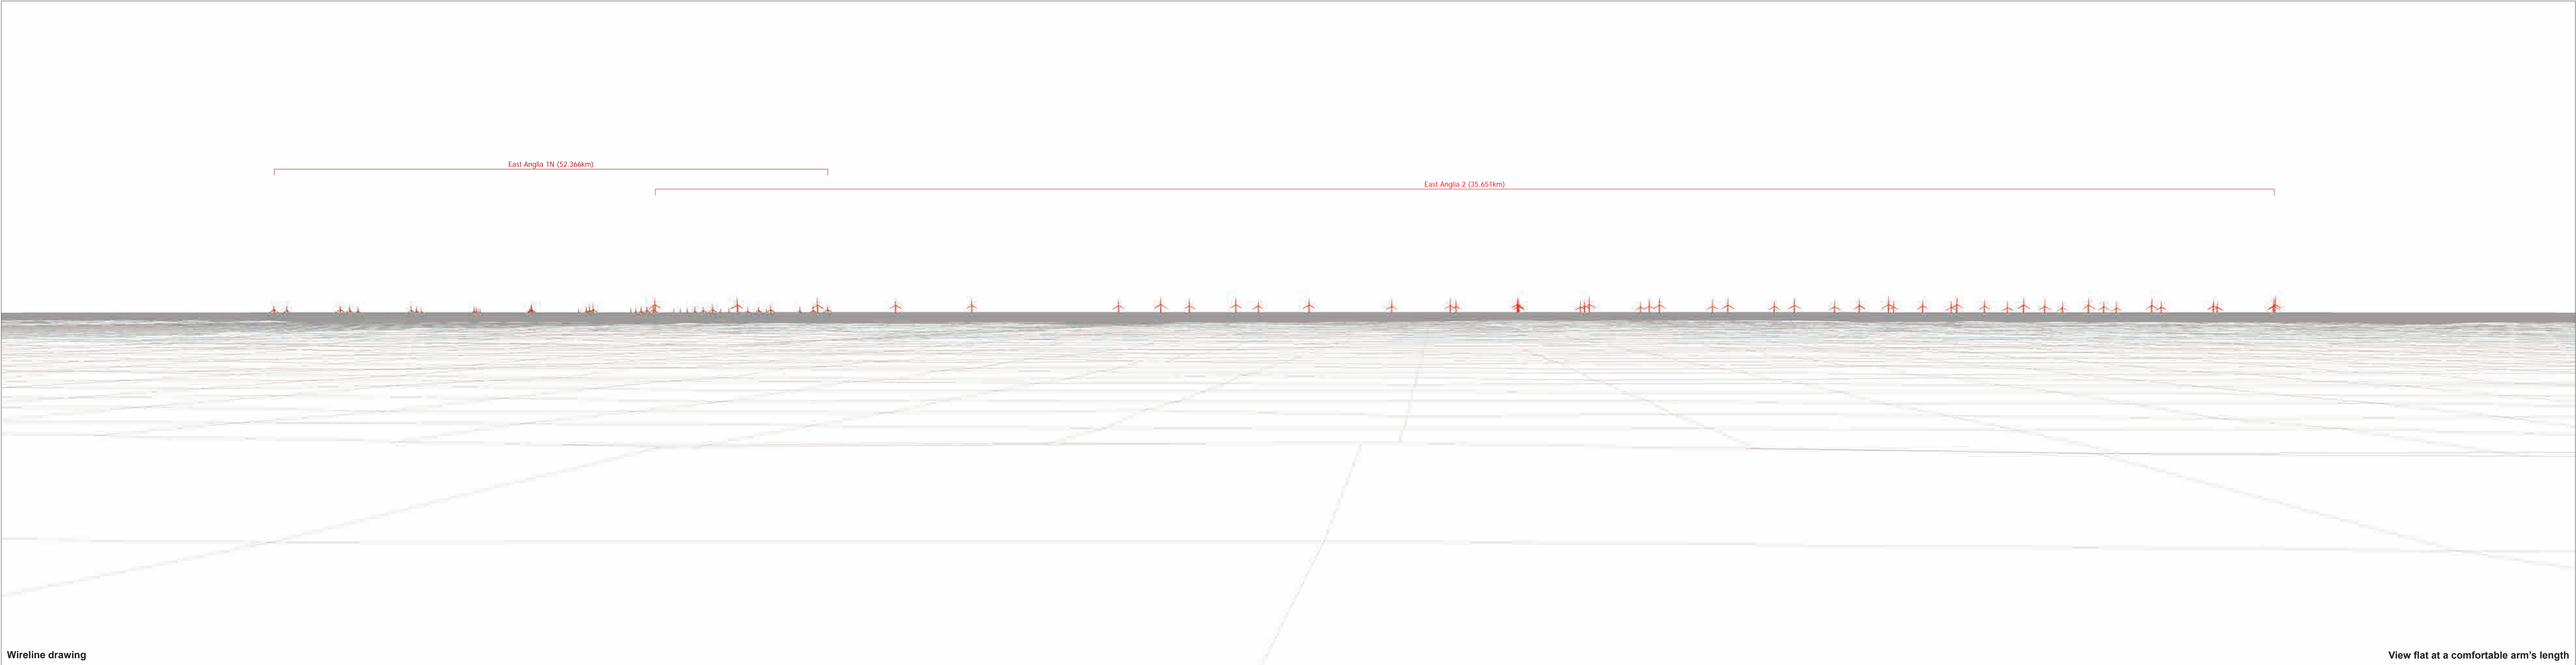 East Anglia 1N (52.366km)
East Anglia 2 (35.651km)
Wireline drawing
View flat at a comfortable arm's length